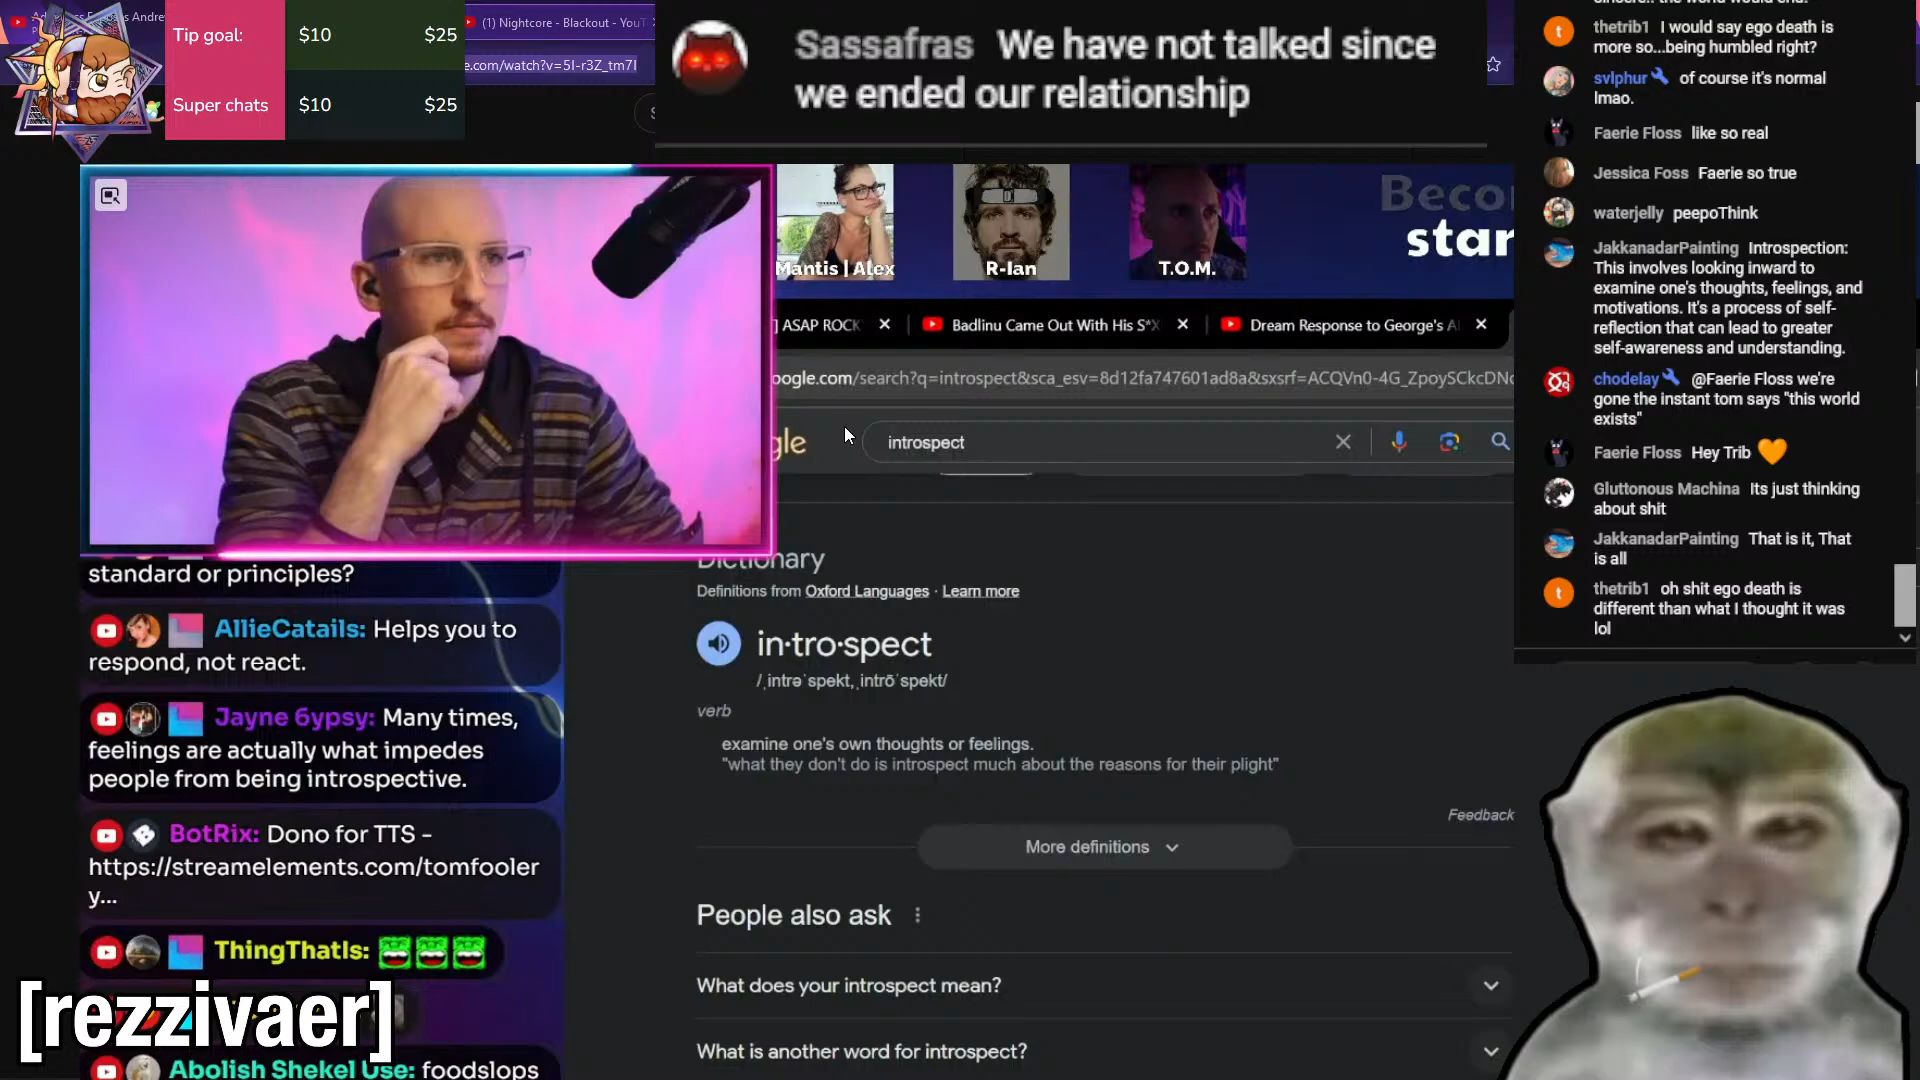 Tip goal: $10 $25
Super chats $10 $25
(1) Nightcore - Blackout - YouT
e.com/watch?v=5I-r3Z_tm7I
Sassafras We have not talked since
we ended our relationship
Mantis | Alex
R-Ian
T.O.M.
Beco
star
] ASAP ROCK
Badlinu Came Out With His S*X
Dream Response to George's A
oogle.com/search?q=introspect&sca_esv=8d12fa747601ad8a&sxsrf=ACQVn0-4G_ZpoySCkcDN
gle
introspect
Dictionary
Definitions from Oxford Languages · Learn more
in·tro·spect
/ˌintrəˈspekt,ˌintrōˈspekt/
verb
examine one's own thoughts or feelings.
"what they don't do is introspect much about the reasons for their plight"
Feedback
More definitions
People also ask
What does your introspect mean?
What is another word for introspect?
standard or principles?
AllieCatails: Helps you to
respond, not react.
Jayne 6ypsy: Many times,
feelings are actually what impedes
people from being introspective.
BotRix: Dono for TTS -
https://streamelements.com/tomfooler
y...
ThingThatIs:
[rezzivaer]
Abolish Shekel Use: foodslops
thetrib1 I would say ego death is
more so...being humbled right?
svlphur of course it's normal
lmao.
Faerie Floss like so real
Jessica Foss Faerie so true
waterjelly peepoThink
JakkanadarPainting Introspection:
This involves looking inward to
examine one's thoughts, feelings, and
motivations. It's a process of self-
reflection that can lead to greater
self-awareness and understanding.
chodelay @Faerie Floss we're
gone the instant tom says "this world
exists"
Faerie Floss Hey Trib 🧡
Gluttonous Machina Its just thinking
about shit
JakkanadarPainting That is it, That
is all
thetrib1 oh shit ego death is
different than what I thought it was
lol